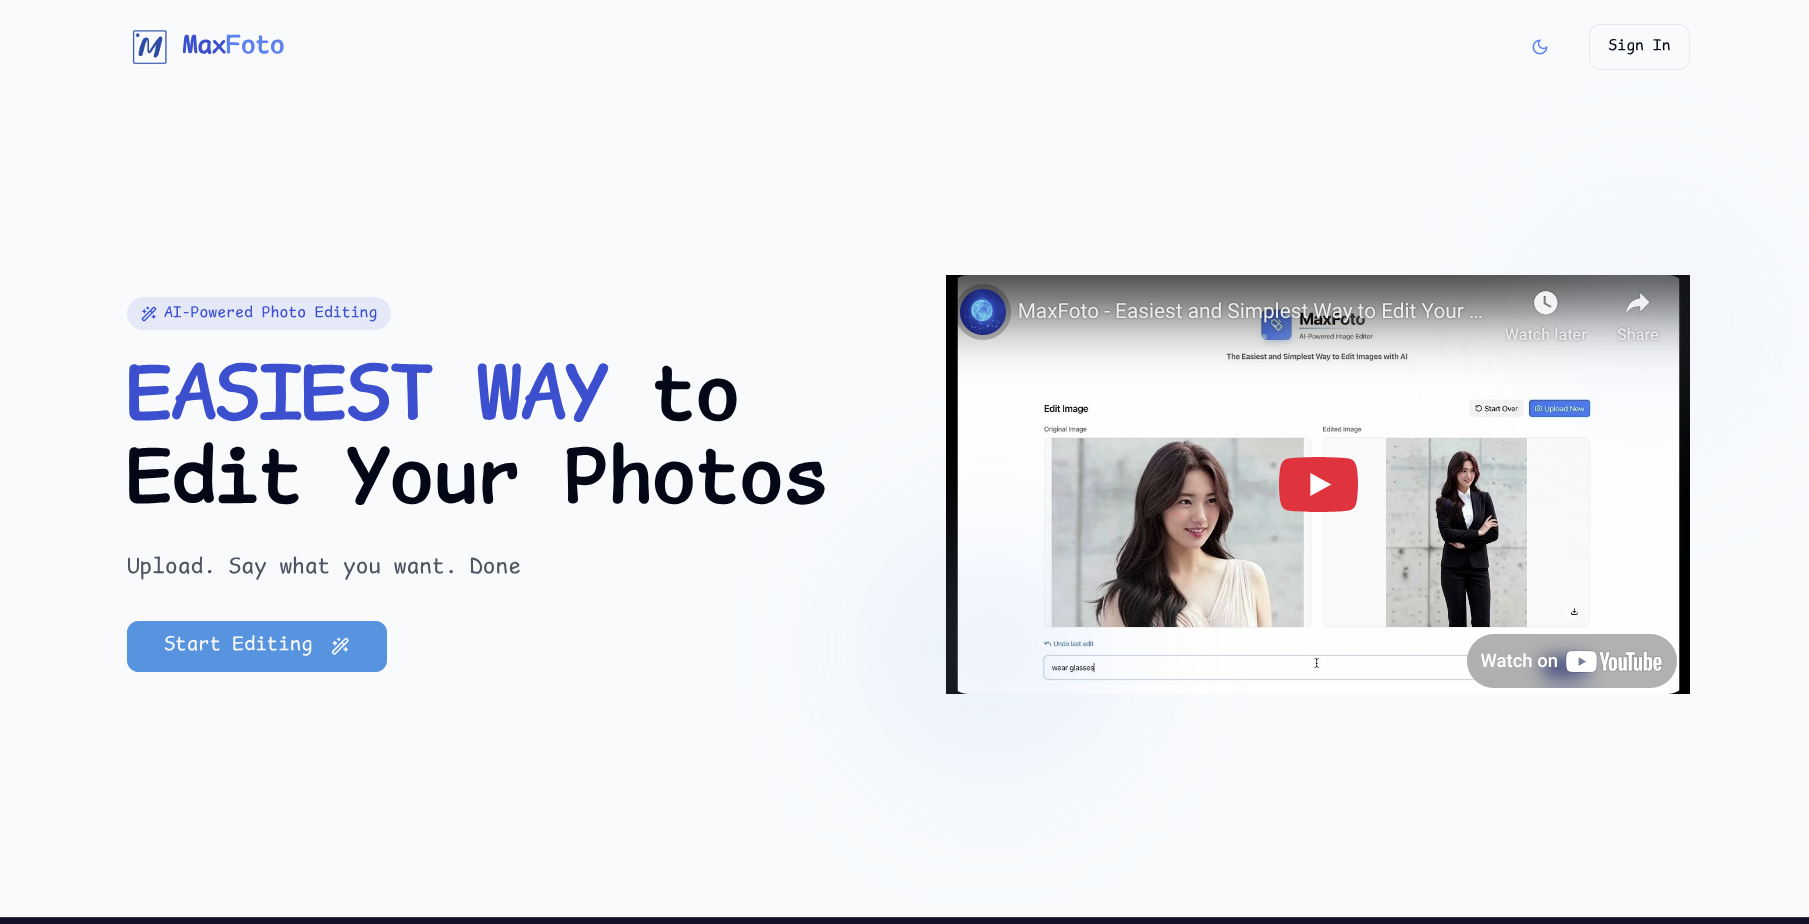 M MaxFoto
Sign In
AI-Powered Photo Editing
EASIEST WAY to
Edit Your Photos
Upload. Say what you want. Done
Start Editing
MaxFoto - Easiest and Simplest Way to Edit Your ...
Watch later
Share
MaxFoto
AI-Powered Image Editor
The Easiest and Simplest Way to Edit Images with AI
Edit Image
Start Over
Upload New
Original Image
Edited Image
Undo last edit
wear glasses
Watch on YouTube